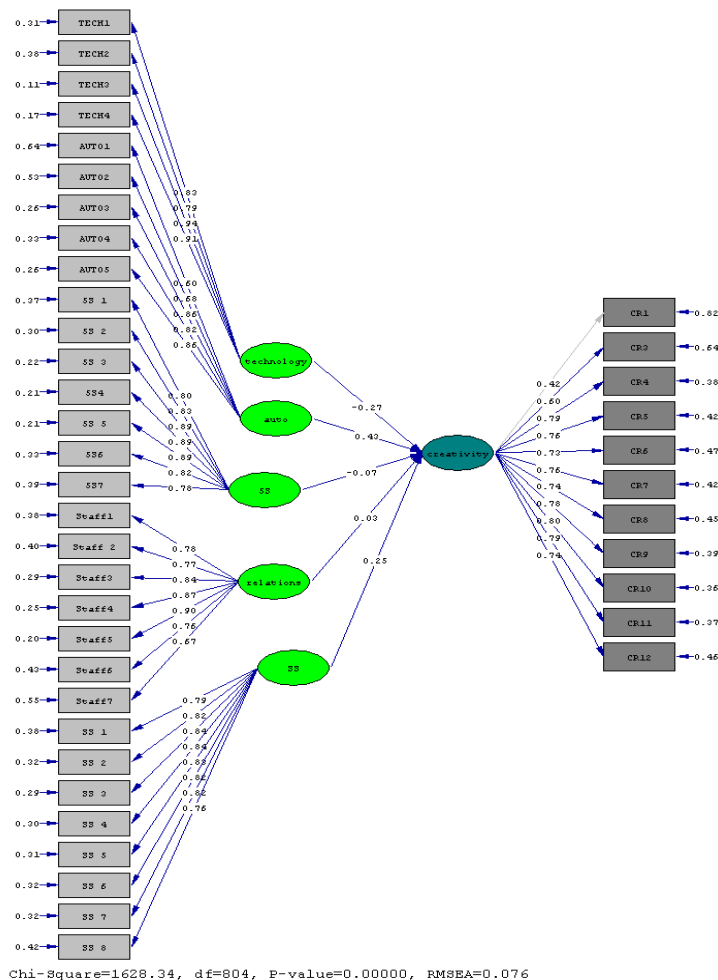 0.31 TECH1
0.38 TECH2
0.11 TECH3
0.17 TECH4
0.64 AUTO1
0.53 AUTO2
0.26 AUTO3
0.33 AUTO4
0.26 AUTO5
0.37 5S 1
0.30 5S 2
0.22 5S 3
0.21 5S4
0.21 5S 5
0.33 5S6
0.39 5S7
0.38 Staff1
0.40 Staff 2
0.29 Staff3
0.25 Staff4
0.20 Staff5
0.43 Staff6
0.55 Staff7
0.38 SS 1
0.32 SS 2
0.29 SS 3
0.30 SS 4
0.31 SS 5
0.32 SS 6
0.32 SS 7
0.42 SS 8
0.83
0.79
0.94
0.91
0.60
0.68
0.86
0.82
0.86
0.80
0.83
0.89
0.89
0.89
0.82
0.78
0.78
0.77
0.84
0.87
0.90
0.76
0.67
0.79
0.82
0.84
0.84
0.83
0.82
0.82
0.76
technology
auto
5S
relations
SS
-0.27
0.43
-0.07
0.03
0.25
creativity
0.42
0.60
0.79
0.76
0.73
0.76
0.74
0.78
0.80
0.79
0.74
CR1 0.82
CR3 0.64
CR4 0.38
CR5 0.42
CR6 0.47
CR7 0.42
CR8 0.45
CR9 0.39
CR10 0.36
CR11 0.37
CR12 0.46
Chi-Square=1628.34, df=804, P-value=0.00000, RMSEA=0.076